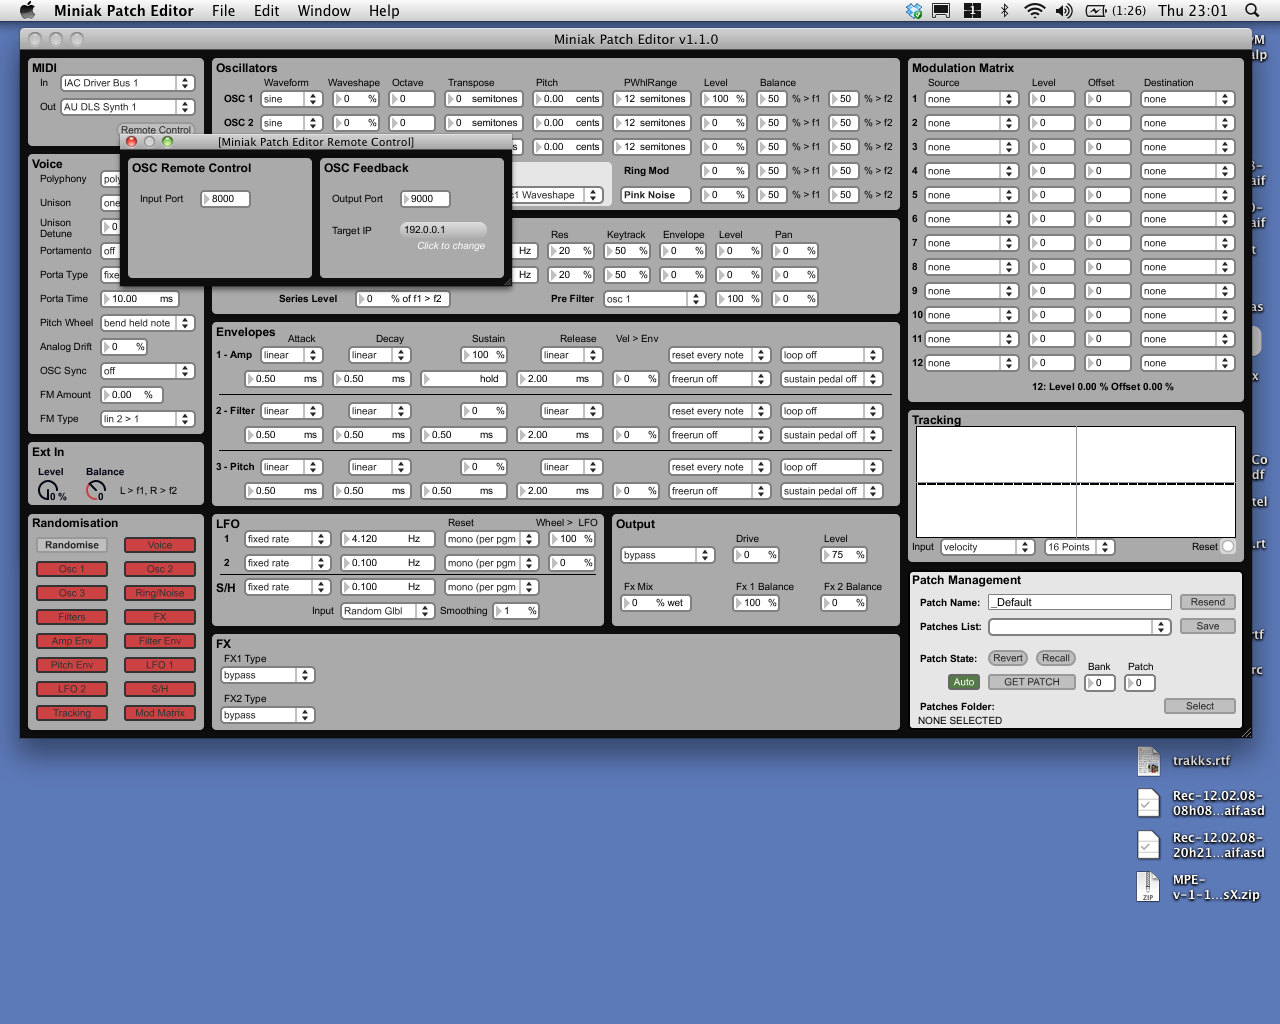 Miniak Patch Editor File Edit Window Help (1:26) Thu 23:01
Miniak Patch Editor v1.1.0
MIDI
In IAC Driver Bus 1
Out AU DLS Synth 1
Remote Control
Oscillators
Waveform Waveshape Octave Transpose Pitch PWhlRange Level Balance
OSC 1 sine 0 % 0 0 semitones 0.00 cents 12 semitones 100 % 50 % > f1 50 % > f2
OSC 2 sine 0 % 0 0 semitones 0.00 cents 12 semitones 0 % 50 % > f1 50 % > f2
semitones 0.00 cents 12 semitones 0 % 50 % > f1 50 % > f2
Ring Mod 0 % 50 % > f1 50 % > f2
1 Waveshape Pink Noise 0 % 50 % > f1 50 % > f2
[Miniak Patch Editor Remote Control]
OSC Remote Control
Input Port 8000
OSC Feedback
Output Port 9000
Target IP 192.0.0.1
Click to change
Voice
Polyphony poly
Unison one
Unison Detune 0
Portamento off
Porta Type fixe
Porta Time 10.00 ms
Pitch Wheel bend held note
Analog Drift 0 %
OSC Sync off
FM Amount 0.00 %
FM Type lin 2 > 1
Res Keytrack Envelope Level Pan
Hz 20 % 50 % 0 % 0 % 0 %
Hz 20 % 50 % 0 % 0 % 0 %
Series Level 0 % of f1 > f2 Pre Filter osc 1 100 % 0 %
Envelopes
Attack Decay Sustain Release Vel > Env
1 - Amp linear linear 100 % linear reset every note loop off
0.50 ms 0.50 ms hold 2.00 ms 0 % freerun off sustain pedal off
2 - Filter linear linear 0 % linear reset every note loop off
0.50 ms 0.50 ms 0.50 ms 2.00 ms 0 % freerun off sustain pedal off
3 - Pitch linear linear 0 % linear reset every note loop off
0.50 ms 0.50 ms 0.50 ms 2.00 ms 0 % freerun off sustain pedal off
Ext In
Level Balance
0 % 0 L > f1, R > f2
Randomisation
Randomise Voice
Osc 1 Osc 2
Osc 3 Ring/Noise
Filters FX
Amp Env Filter Env
Pitch Env LFO 1
LFO 2 S/H
Tracking Mod Matrix
LFO
Reset Wheel > LFO
1 fixed rate 4.120 Hz mono (per pgm 100 %
2 fixed rate 0.100 Hz mono (per pgm 0 %
S/H fixed rate 0.100 Hz mono (per pgm
Input Random Glbl Smoothing 1 %
Output
Drive Level
bypass 0 % 75 %
Fx Mix Fx 1 Balance Fx 2 Balance
0 % wet 100 % 0 %
FX
FX1 Type
bypass
FX2 Type
bypass
Modulation Matrix
Source Level Offset Destination
1 none 0 0 none
2 none 0 0 none
3 none 0 0 none
4 none 0 0 none
5 none 0 0 none
6 none 0 0 none
7 none 0 0 none
8 none 0 0 none
9 none 0 0 none
10 none 0 0 none
11 none 0 0 none
12 none 0 0 none
12: Level 0.00 % Offset 0.00 %
Tracking
Input velocity 16 Points Reset
Patch Management
Patch Name: _Default Resend
Patches List: Save
Patch State: Revert Recall Bank Patch
Auto GET PATCH 0 0
Patches Folder: Select
NONE SELECTED
trakks.rtf
Rec-12.02.08-
08h08...aif.asd
Rec-12.02.08-
20h21...aif.asd
MPE-
v-1-1...sX.zip